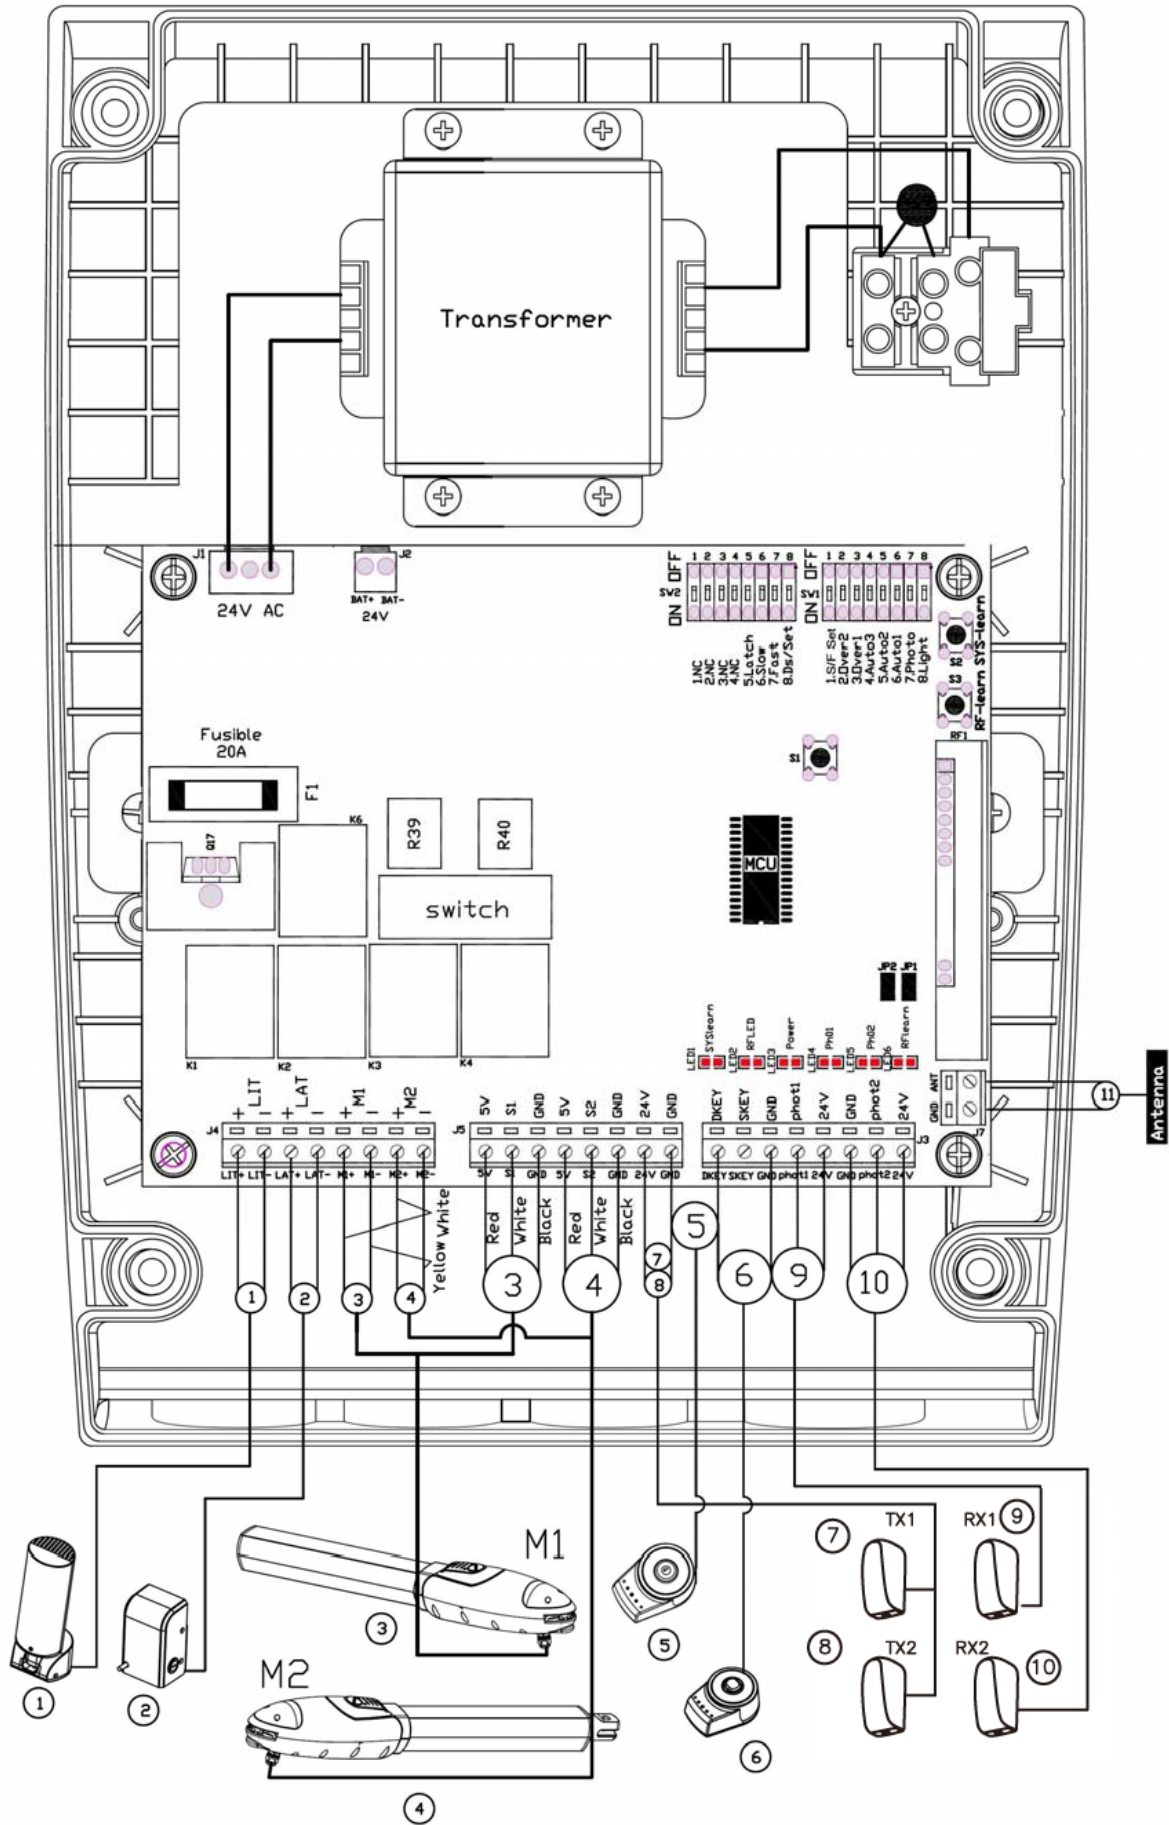 Transformer
J1
24V AC
J2
BAT+ BAT-
24V
OFF
SW2
ON
1 2 3 4 5 6 7 8
1.NC
2.NC
3.NC
4.NC
5.Latch
6.Slow
7.Fast
8.Ds/Set
OFF
SW1
ON
1 2 3 4 5 6 7 8
1.S/F Set
2.Over2
3.Over1
4.Auto3
5.Auto2
6.Auto1
7.Photo
8.Light
S2
SYS-learn
S3
RF-learn
RF1
S1
Fusible
20A
F1
Q17
K6
R39
R40
switch
MCU
K1
K2
K3
K4
JP2 JP1
LED1 SYSlearn
LED2 RFLED
LED3 Power
LED4 Ph01
LED5 Ph02
LED6 RFlearn
ANT
GND
J7
11
Antenna
J4
+ LIT -
+ LAT -
+ M1 -
+ M2 -
LIT+ LIT- LAT+ LAT- M1+ M1- M2+ M2-
J5
5V S1 GND 5V S2 GND 24V GND
5V S1 GND 5V S2 GND 24V GND
J3
DKEY SKEY GND phot1 24V GND phot2 24V
DKEY SKEY GND phot1 24V GND phot2 24V
White
Yellow
Red White Black
Red White Black
1 2 3 4 3 4 7 8 5 6 9 10
M1
3
M2
4
1
2
5
6
7
TX1
RX1
9
8
TX2
RX2
10